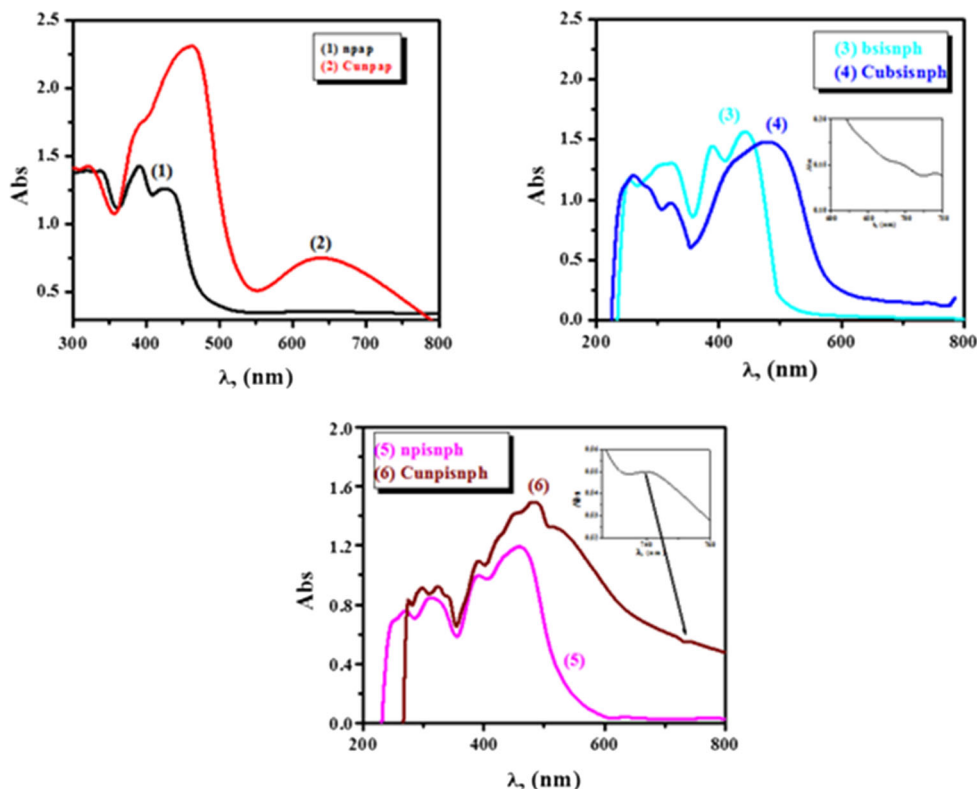 2.5
2.0
1.5
1.0
0.5
Abs
(1) npap
(2) Cunpap
(1)
(2)
300 400 500 600 700 800
λ, (nm)
2.0
1.5
1.0
0.5
0.0
Abs
(3) bsisnph
(4) Cubsisnph
(3)
(4)
200 400 600 800
λ, (nm)
2.0
1.6
1.2
0.8
0.4
0.0
Abs
(5) npisnph
(6) Cunpisnph
(6)
(5)
200 400 600 800
λ, (nm)